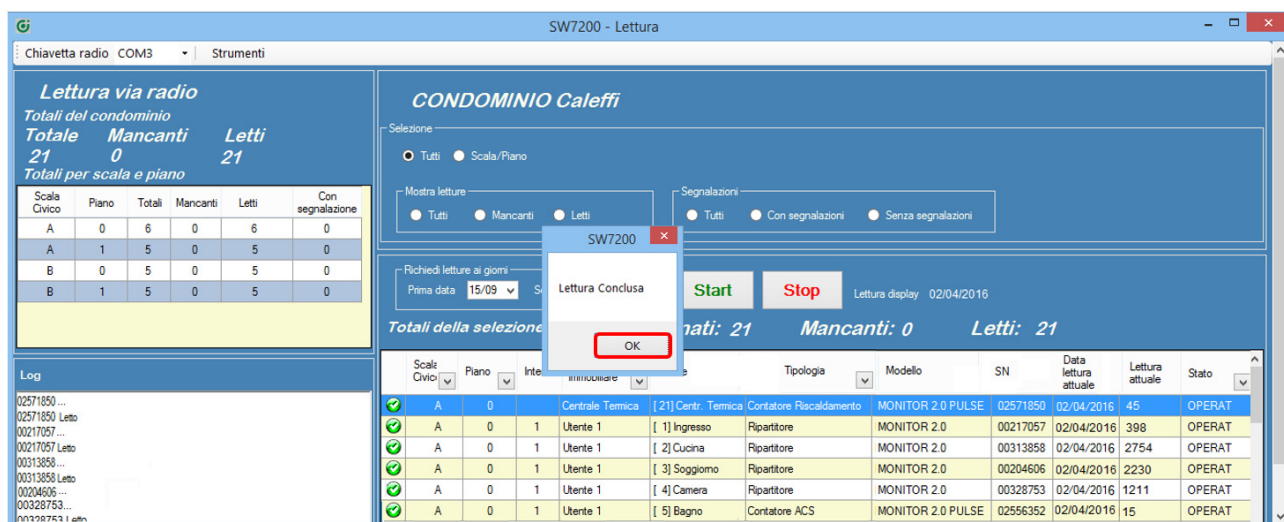 SW7200 - Lettura
Chiavetta radio COM3 Strumenti
Lettura via radio
Totali del condominio
Totale Mancanti Letti
21 0 21
Totali per scala e piano
Scala Civico Piano Totali Mancanti Letti Con segnalazione
A 0 6 0 6 0
A 1 5 0 5 0
B 0 5 0 5 0
B 1 5 0 5 0
Log
02571850 ...
02571850 Letto
00217057 ...
00217057 Letto
00313858 ...
00313858 Letto
00204606 ...
00328753...
00328753 Letto
CONDOMINIO Caleffi
Selezione
Tutti Scala/Piano
Mostra letture
Tutti Mancanti Letti
Segnalazioni
Tutti Con segnalazioni Senza segnalazioni
SW7200
Lettura Conclusa
OK
Richiedi letture ai giorni
Prima data 15/09
Start Stop Lettura display 02/04/2016
Totali della selezione 21 Mancanti: 0 Letti: 21
Scala Civico Piano Immobiliare Tipologia Modello SN Data lettura attuale Lettura attuale Stato
A 0 Centrale Termica [ 21] Centr. Termica Contatore Riscaldamento MONITOR 2.0 PULSE 02571850 02/04/2016 45 OPERAT
A 0 1 Utente 1 [ 1] Ingresso Ripartitore MONITOR 2.0 00217057 02/04/2016 398 OPERAT
A 0 1 Utente 1 [ 2] Cucina Ripartitore MONITOR 2.0 00313858 02/04/2016 2754 OPERAT
A 0 1 Utente 1 [ 3] Soggiorno Ripartitore MONITOR 2.0 00204606 02/04/2016 2230 OPERAT
A 0 1 Utente 1 [ 4] Camera Ripartitore MONITOR 2.0 00328753 02/04/2016 1211 OPERAT
A 0 1 Utente 1 [ 5] Bagno Contatore ACS MONITOR 2.0 PULSE 02556352 02/04/2016 15 OPERAT